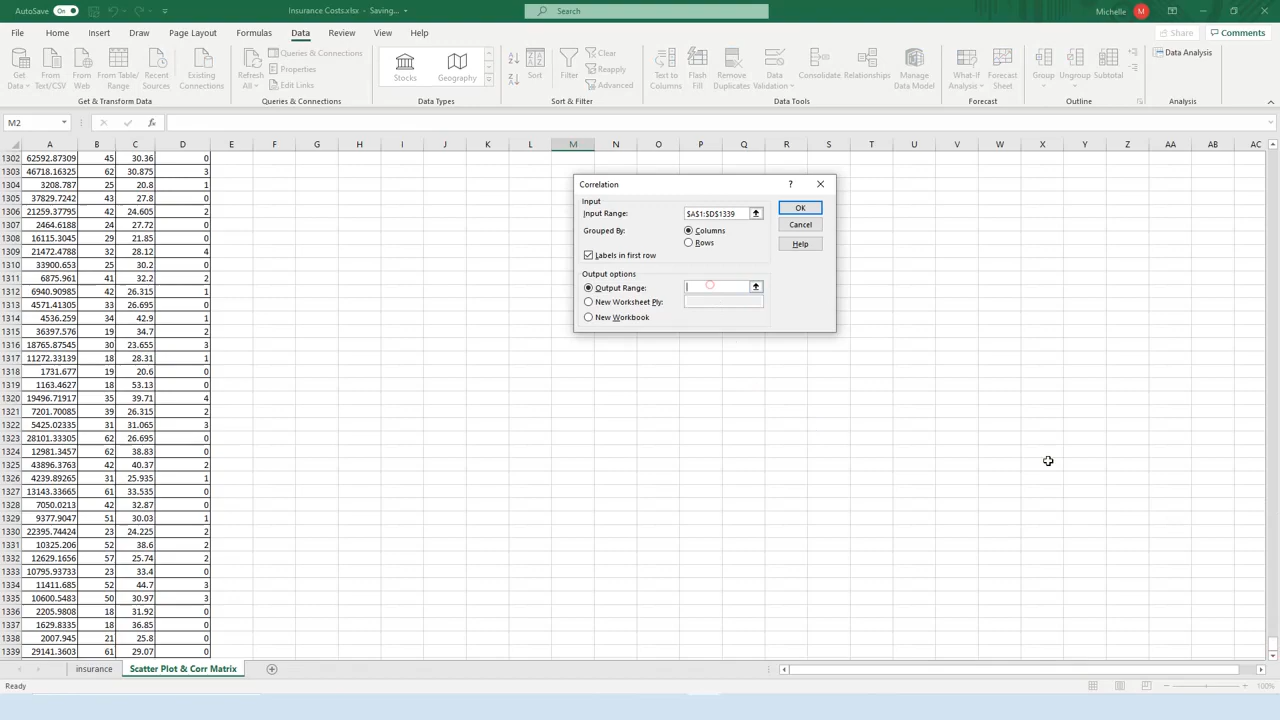 AutoSave On Insurance Costs.xlsx - Saving... Search Michelle M
File Home Insert Draw Page Layout Formulas Data Review View Help Share Comments
Get Data From Text/CSV From Web From Table/Range Recent Sources Existing Connections
Refresh All Queries & Connections Properties Edit Links
Stocks Geography
Sort Filter Clear Reapply Advanced
Text to Columns Flash Fill Remove Duplicates Data Validation Consolidate Relationships Manage Data Model
What-If Analysis Forecast Sheet Group Ungroup Subtotal Data Analysis
Get & Transform Data Queries & Connections Data Types Sort & Filter Data Tools Forecast Outline Analysis
M2 fx
A B C D E F G H I J K L M N O P Q R S T U V W X Y Z AA AB AC
1302 62592.87309 45 30.36 0
1303 46718.16325 62 30.875 3
1304 3208.787 25 20.8 1
1305 37829.7242 43 27.8 0
1306 21259.37795 42 24.605 2
1307 2464.6188 24 27.72 0
1308 16115.3045 29 21.85 0
1309 21472.4788 32 28.12 4
1310 33900.653 25 30.2 0
1311 6875.961 41 32.2 2
1312 6940.90985 42 26.315 1
1313 4571.41305 33 26.695 0
1314 4536.259 34 42.9 1
1315 36397.576 19 34.7 2
1316 18765.87545 30 23.655 3
1317 11272.33139 18 28.31 1
1318 1731.677 19 20.6 0
1319 1163.4627 18 53.13 0
1320 19496.71917 35 39.71 4
1321 7201.70085 39 26.315 2
1322 5425.02335 31 31.065 3
1323 28101.33305 62 26.695 0
1324 12981.3457 62 38.83 0
1325 43896.3763 42 40.37 2
1326 4239.89265 31 25.935 1
1327 13143.33665 61 33.535 0
1328 7050.0213 42 32.87 0
1329 9377.9047 51 30.03 1
1330 22395.74424 23 24.225 2
1331 10325.206 52 38.6 2
1332 12629.1656 57 25.74 2
1333 10795.93733 23 33.4 0
1334 11411.685 52 44.7 3
1335 10600.5483 50 30.97 3
1336 2205.9808 18 31.92 0
1337 1629.8335 18 36.85 0
1338 2007.945 21 25.8 0
1339 29141.3603 61 29.07 0
Correlation ? ✕
Input
Input Range: $A$1:$D$1339 OK
Grouped By: Columns Cancel
Rows Help
Labels in first row
Output options
Output Range:
New Worksheet Ply:
New Workbook
insurance Scatter Plot & Corr Matrix
Ready 100%